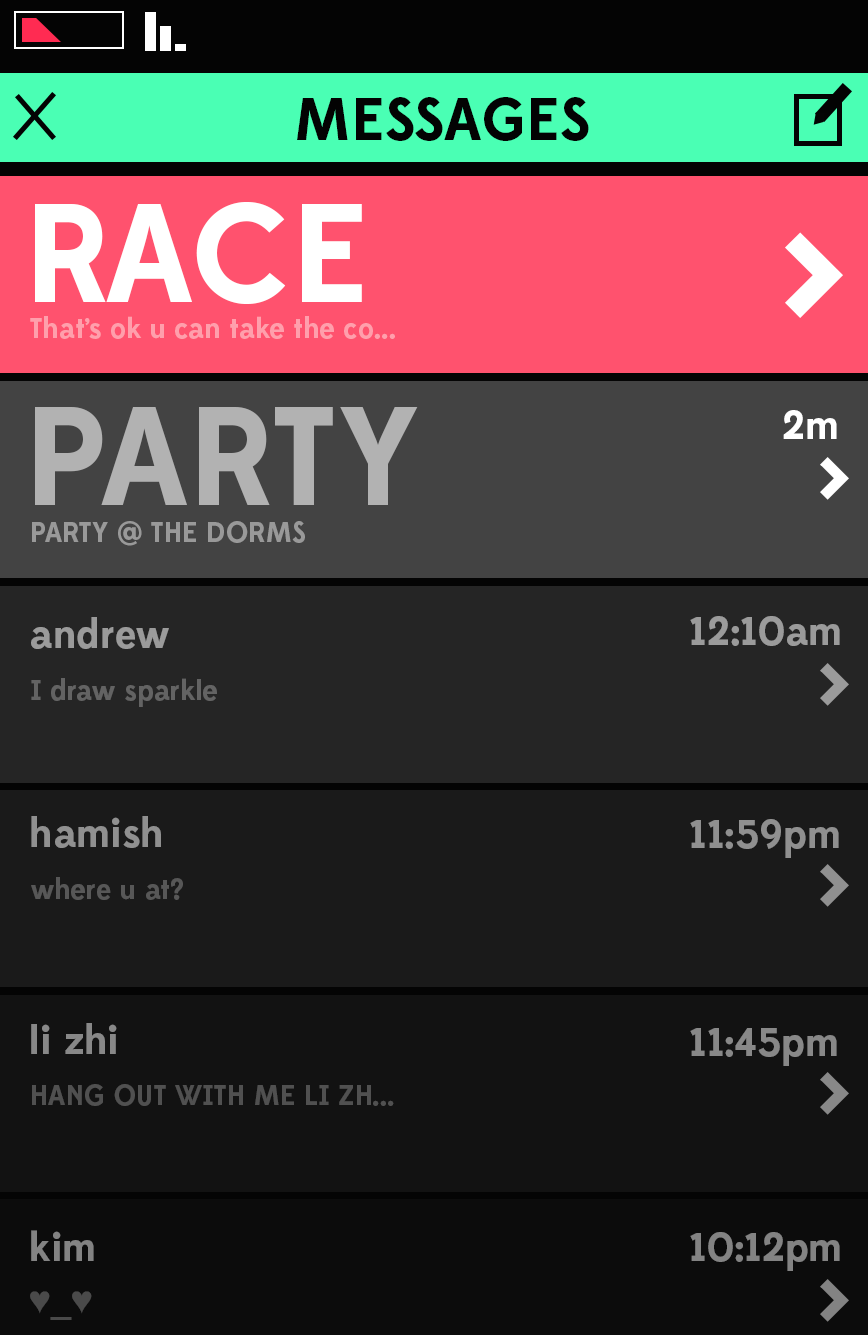 MESSAGES
RACE
That's ok u can take the co...
PARTY
2m
PARTY @ THE DORMS
andrew
12:10am
I draw sparkle
hamish
11:59pm
where u at?
li zhi
11:45pm
HANG OUT WITH ME LI ZH...
kim
10:12pm
♥_♥